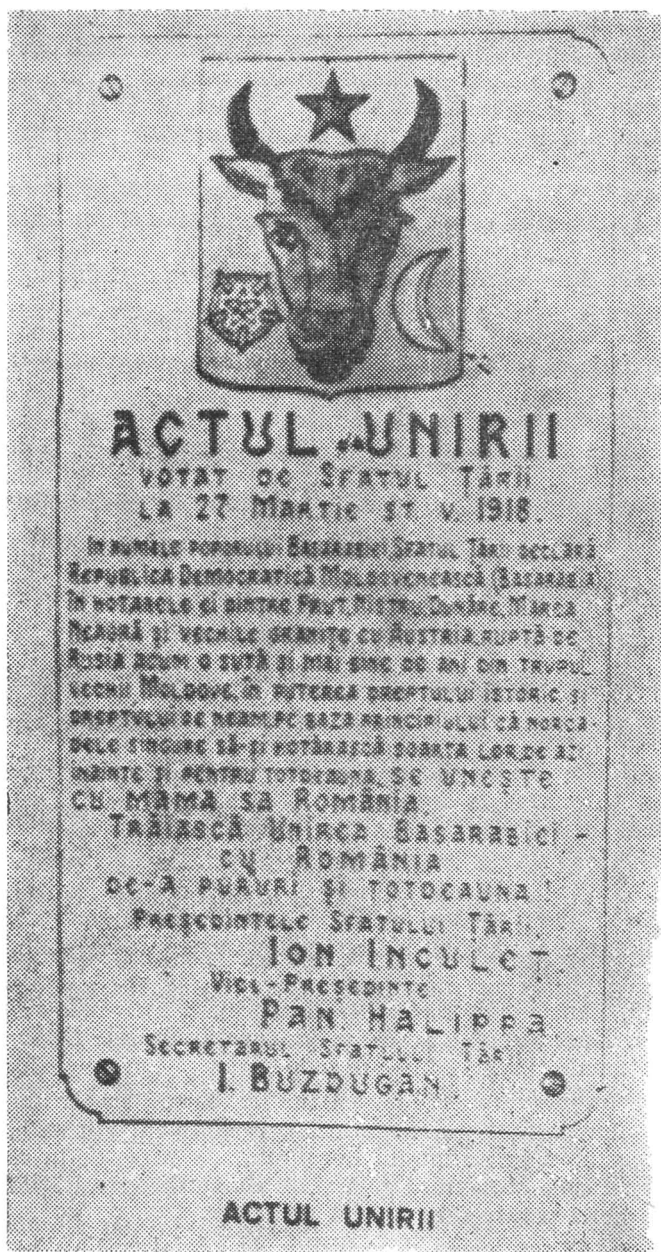 ACTUL UNIRII
VOTAT DE SFATUL ȚĂRII
LA 27 MARTIE ST. V. 1918.
ÎN NUMELE POPORULUI BASARABIEI, SFATUL ȚĂRII DECLARĂ
REPUBLICA DEMOCRATICĂ MOLDOVENEASCĂ (BASARABIA)
ÎN HOTARELE EI DINTRE PRUT, NISTRU, DUNĂRE, MAREA
NEAGRĂ ȘI VECHILE GRANIȚE CU AUSTRIA, RUPTĂ DE
RUSIA ACUM O SUTĂ ȘI MAI BINE DE ANI DIN TRUPUL
VECHII MOLDOVE, ÎN PUTEREA DREPTULUI ISTORIC ȘI
DREPTULUI DE NEAM, PE BAZA PRINCIPIULUI CĂ NOROA-
DELE SINGURE SĂ-ȘI HOTĂRASCĂ SOARTA LOR, DE AZI
ÎNAINTE ȘI PENTRU TOTDEAUNA, SE UNEȘTE
CU MAMA SA ROMÂNIA.
TRĂIASCĂ UNIREA BASARABIEI -
CU ROMÂNIA
DE-A PURURI ȘI TOTDEAUNA!
PREȘEDINTELE SFATULUI ȚĂRII,
ION INCULEȚ
VICE-PREȘEDINTE
PAN. HALIPPA
SECRETARUL SFATULUI ȚĂRII
I. BUZDUGAN.
ACTUL UNIRII